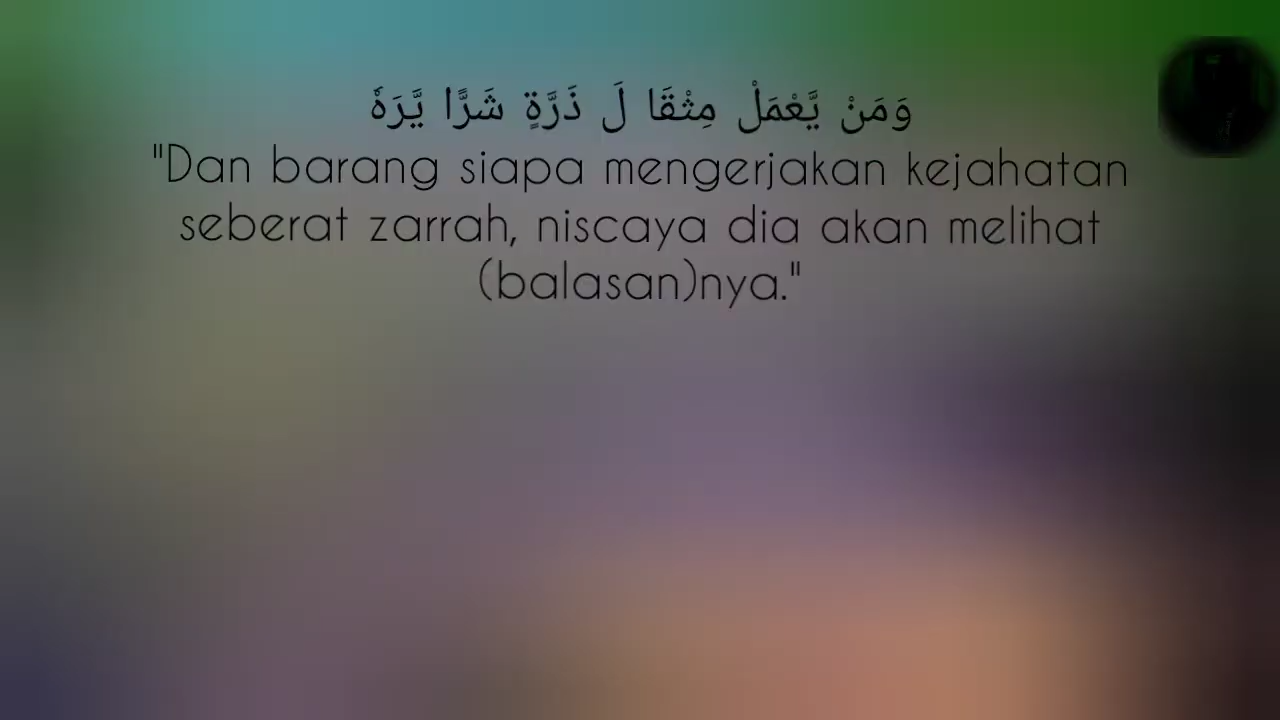 وَمَنْ يَّعْمَلْ مِثْقَا لَ ذَرَّةٍ شَرًّا يَّرَهٗ
"Dan barang siapa mengerjakan kejahatan
seberat zarrah, niscaya dia akan melihat
(balasan)nya."